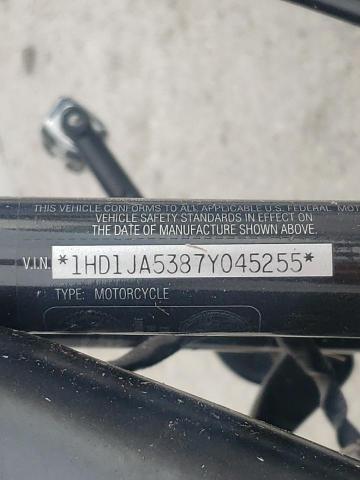 THIS VEHICLE CONFORMS TO ALL APPLICABLE U.S. FEDERAL MOTOR
VEHICLE SAFETY STANDARDS IN EFFECT ON
THE DATE OF MANUFACTURE SHOWN ABOVE.
V.I.N. *1HD1JA5387Y045255*
TYPE: MOTORCYCLE